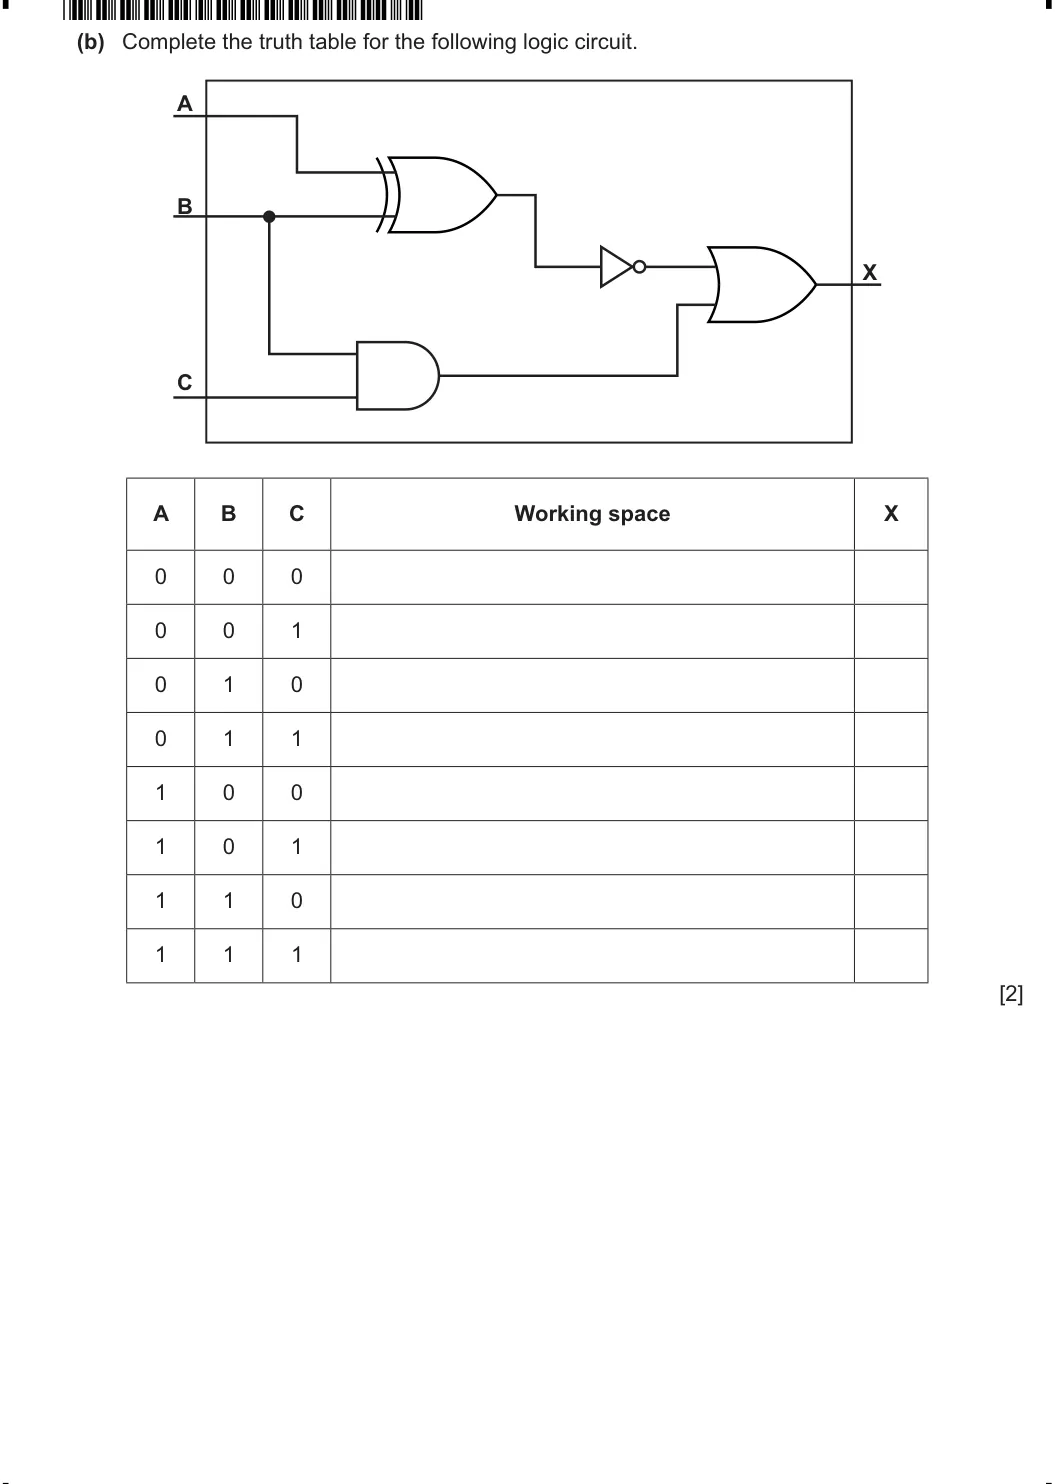 (b) Complete the truth table for the following logic circuit.
A
B
X
C
A B C Working space X
0 0 0
0 0 1
0 1 0
0 1 1
1 0 0
1 0 1
1 1 0
1 1 1
[2]